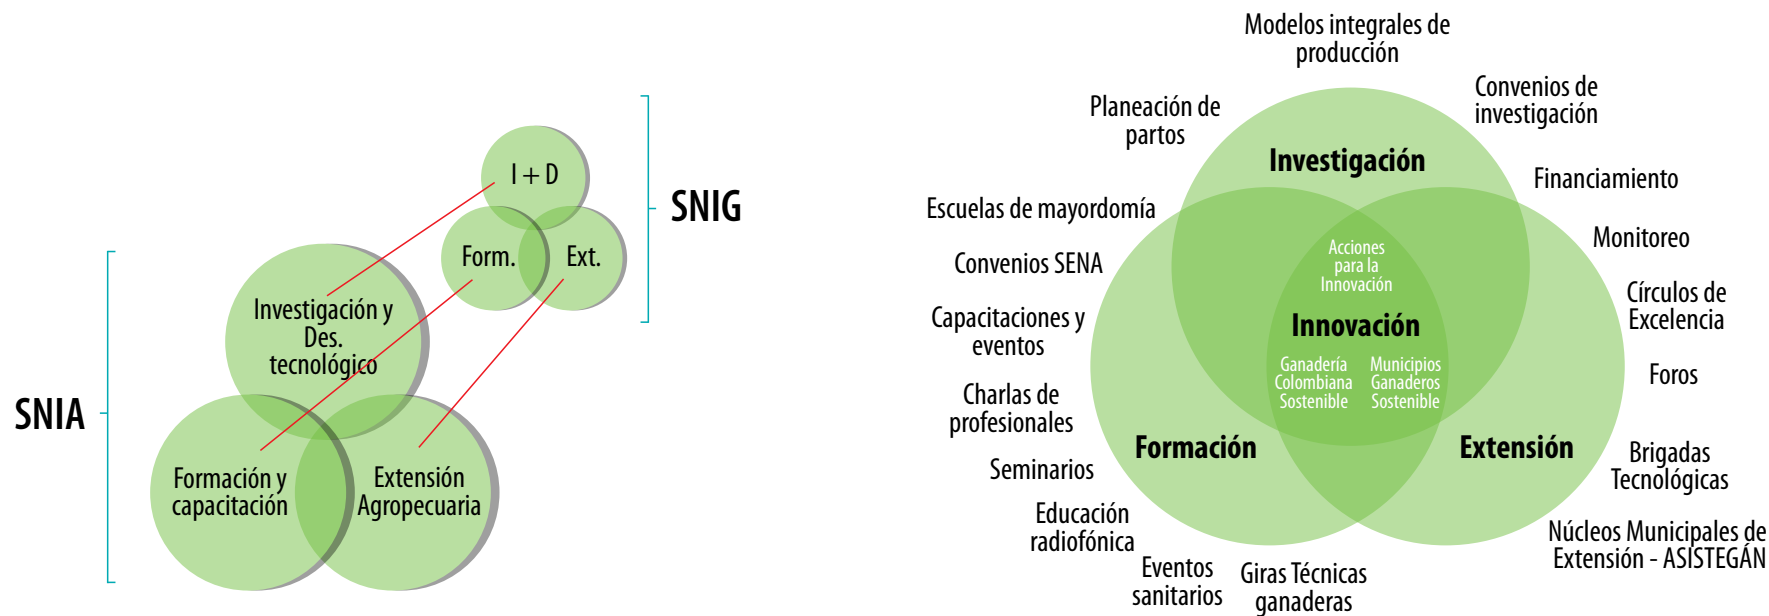 I + D
SNIG
Form.
Ext.
Investigación y
Des.
tecnológico
SNIA
Formación y
capacitación
Extensión
Agropecuaria
Modelos integrales de
producción
Convenios de
investigación
Planeación de
partos
Investigación
Financiamiento
Escuelas de mayordomía
Monitoreo
Acciones
para la
Innovación
Convenios SENA
Círculos de
Excelencia
Capacitaciones y
eventos
Innovación
Ganadería
Colombiana
Sostenible
Municipios
Ganaderos
Sostenible
Foros
Charlas de
profesionales
Formación
Extensión
Brigadas
Tecnológicas
Seminarios
Educación
radiofónica
Núcleos Municipales de
Extensión - ASISTEGÁN
Eventos
sanitarios
Giras Técnicas
ganaderas